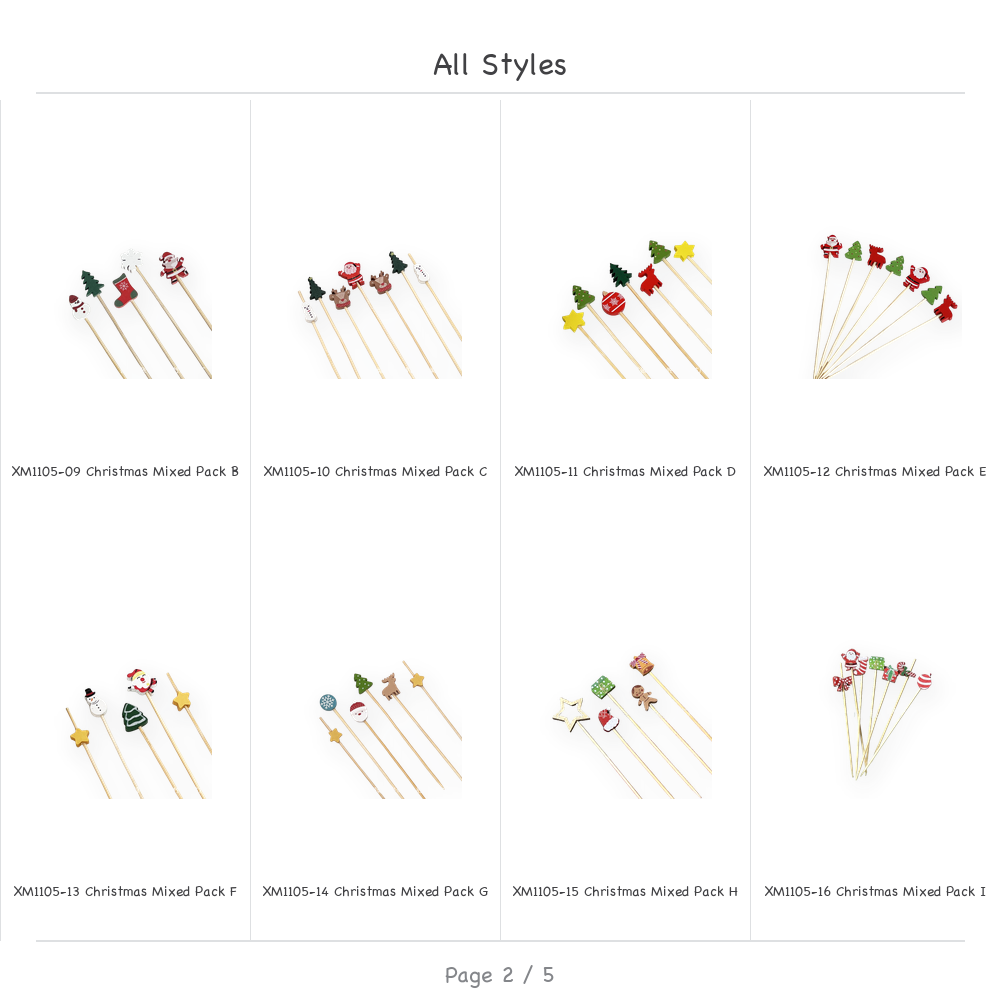 All Styles
XM1105-09 Christmas Mixed Pack B
XM1105-10 Christmas Mixed Pack C
XM1105-11 Christmas Mixed Pack D
XM1105-12 Christmas Mixed Pack E
XM1105-13 Christmas Mixed Pack F
XM1105-14 Christmas Mixed Pack G
XM1105-15 Christmas Mixed Pack H
XM1105-16 Christmas Mixed Pack I
Page 2 / 5